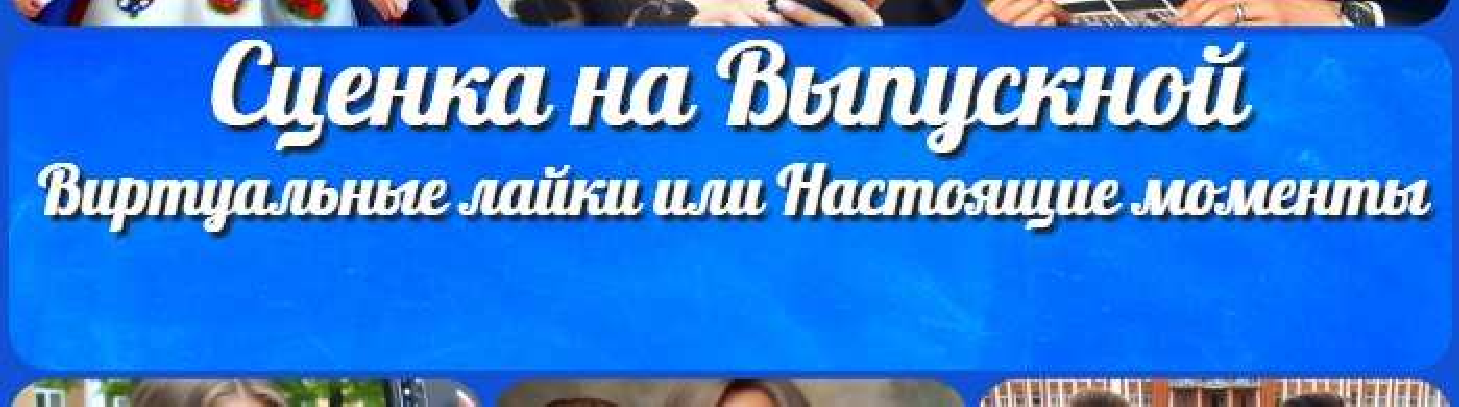 Сценка на Выпускной
Виртуальные лайки или Настоящие моменты